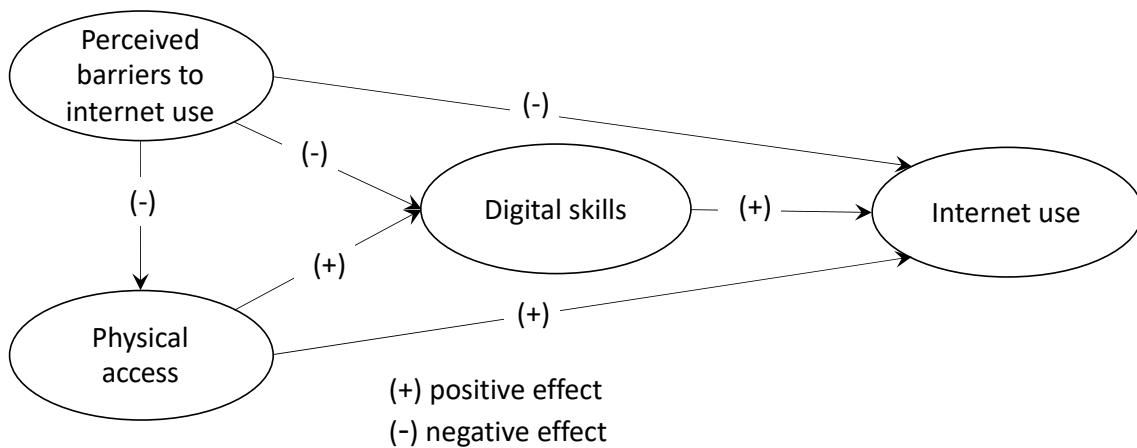 Perceived
barriers to
internet use
(-)
(-)
(-)
Digital skills
(+)
Internet use
(+)
(+)
Physical
access
(+) positive effect
(-) negative effect